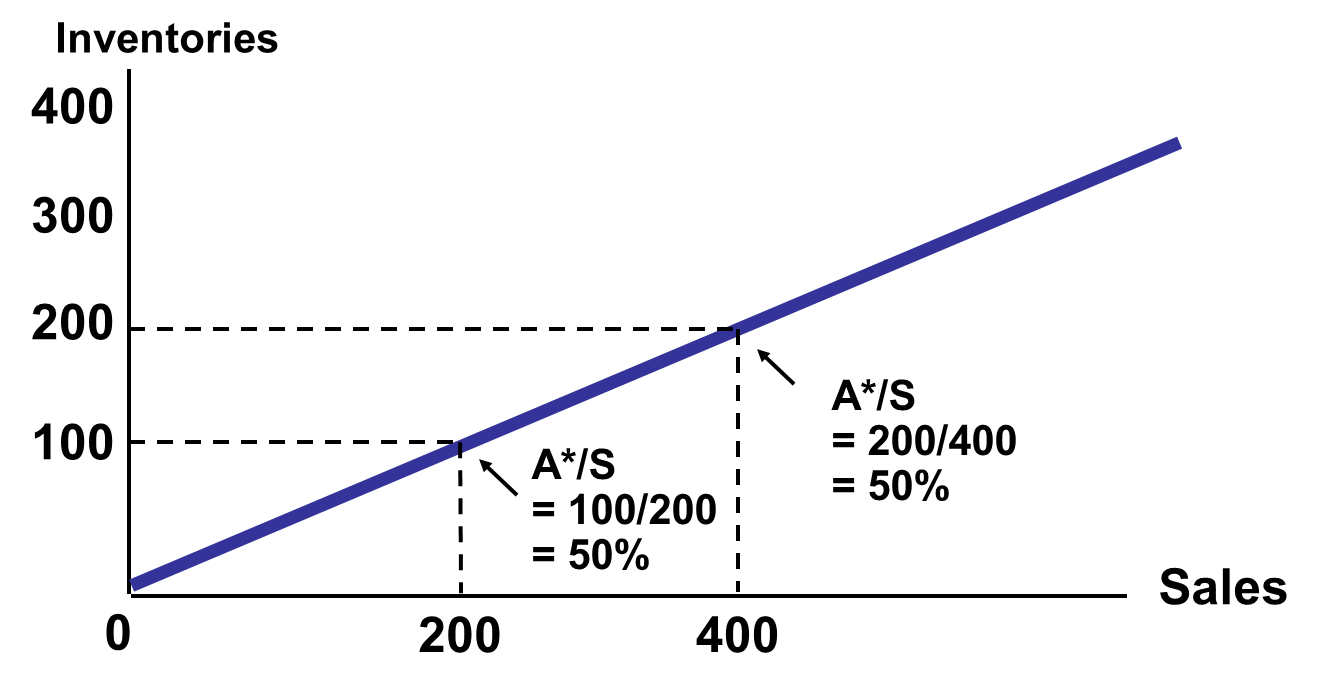 Inventories
400
300
200
100
A*/S
= 200/400
= 50%
A*/S
= 100/200
= 50%
Sales
0
200
400